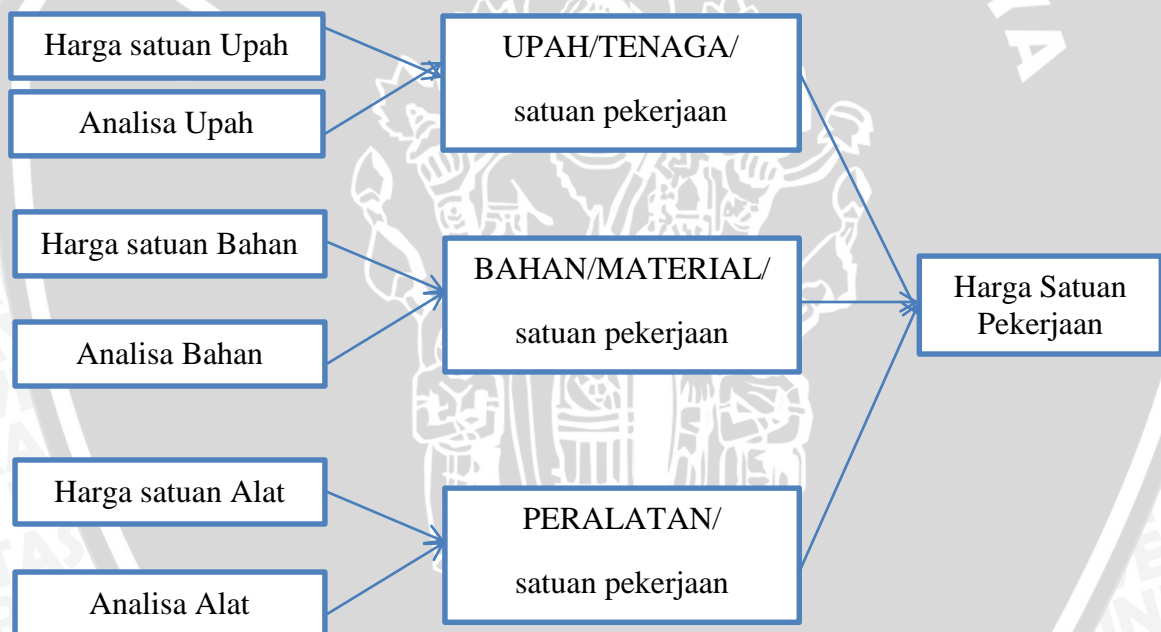 Harga satuan Upah
Analisa Upah
UPAH/TENAGA/
satuan pekerjaan
Harga satuan Bahan
Analisa Bahan
BAHAN/MATERIAL/
satuan pekerjaan
Harga satuan Alat
Analisa Alat
PERALATAN/
satuan pekerjaan
Harga Satuan
Pekerjaan